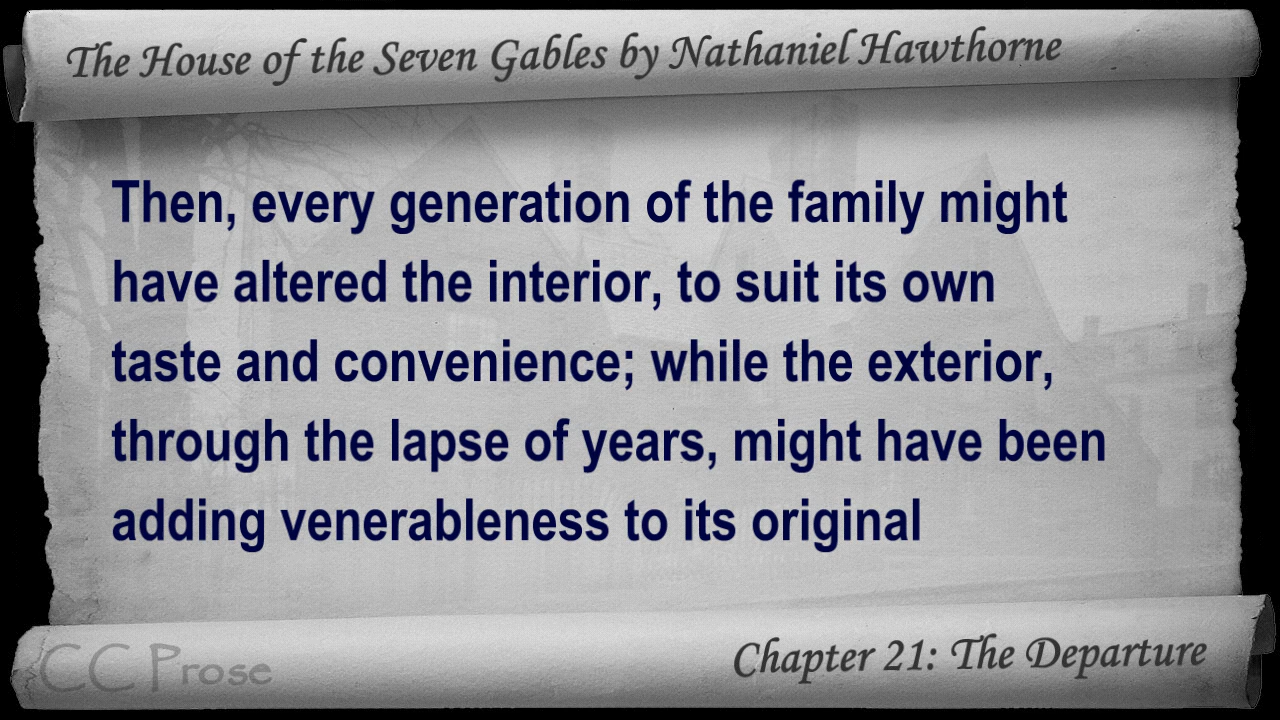 The House of the Seven Gables by Nathaniel Hawthorne
Then, every generation of the family might
have altered the interior, to suit its own
taste and convenience; while the exterior,
through the lapse of years, might have been
adding venerableness to its original
CC Prose
Chapter 21: The Departure